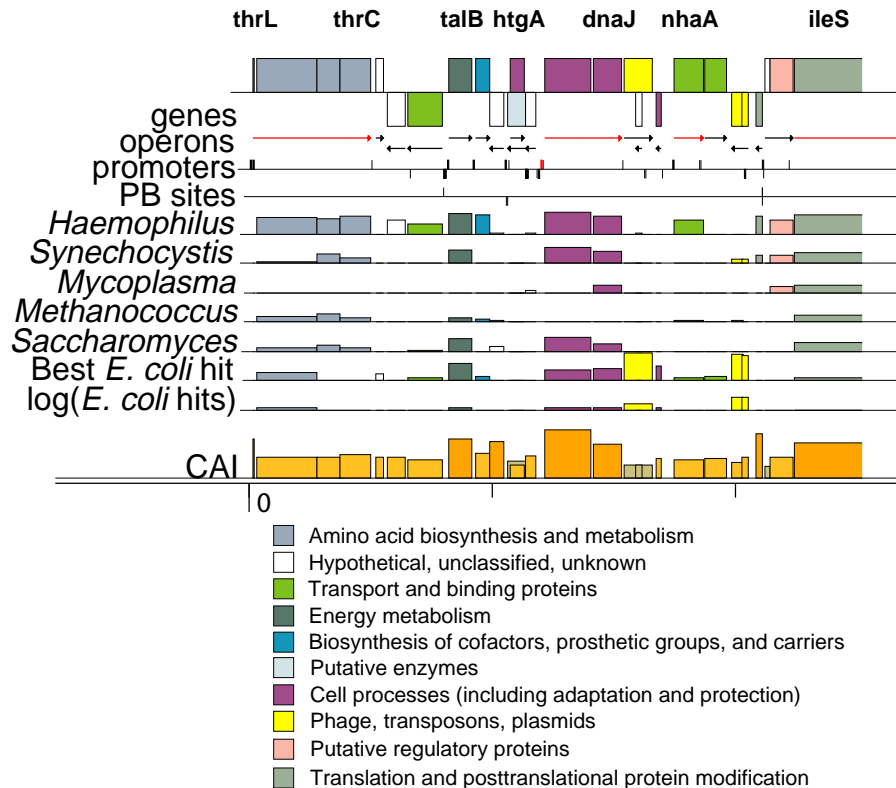 thrL thrC talB htgA dnaJ nhaA ileS
genes
operons
promoters
PB sites
Haemophilus
Synechocystis
Mycoplasma
Methanococcus
Saccharomyces
Best E. coli hit
log(E. coli hits)
CAI
0
Amino acid biosynthesis and metabolism
Hypothetical, unclassified, unknown
Transport and binding proteins
Energy metabolism
Biosynthesis of cofactors, prosthetic groups, and carriers
Putative enzymes
Cell processes (including adaptation and protection)
Phage, transposons, plasmids
Putative regulatory proteins
Translation and posttranslational protein modification